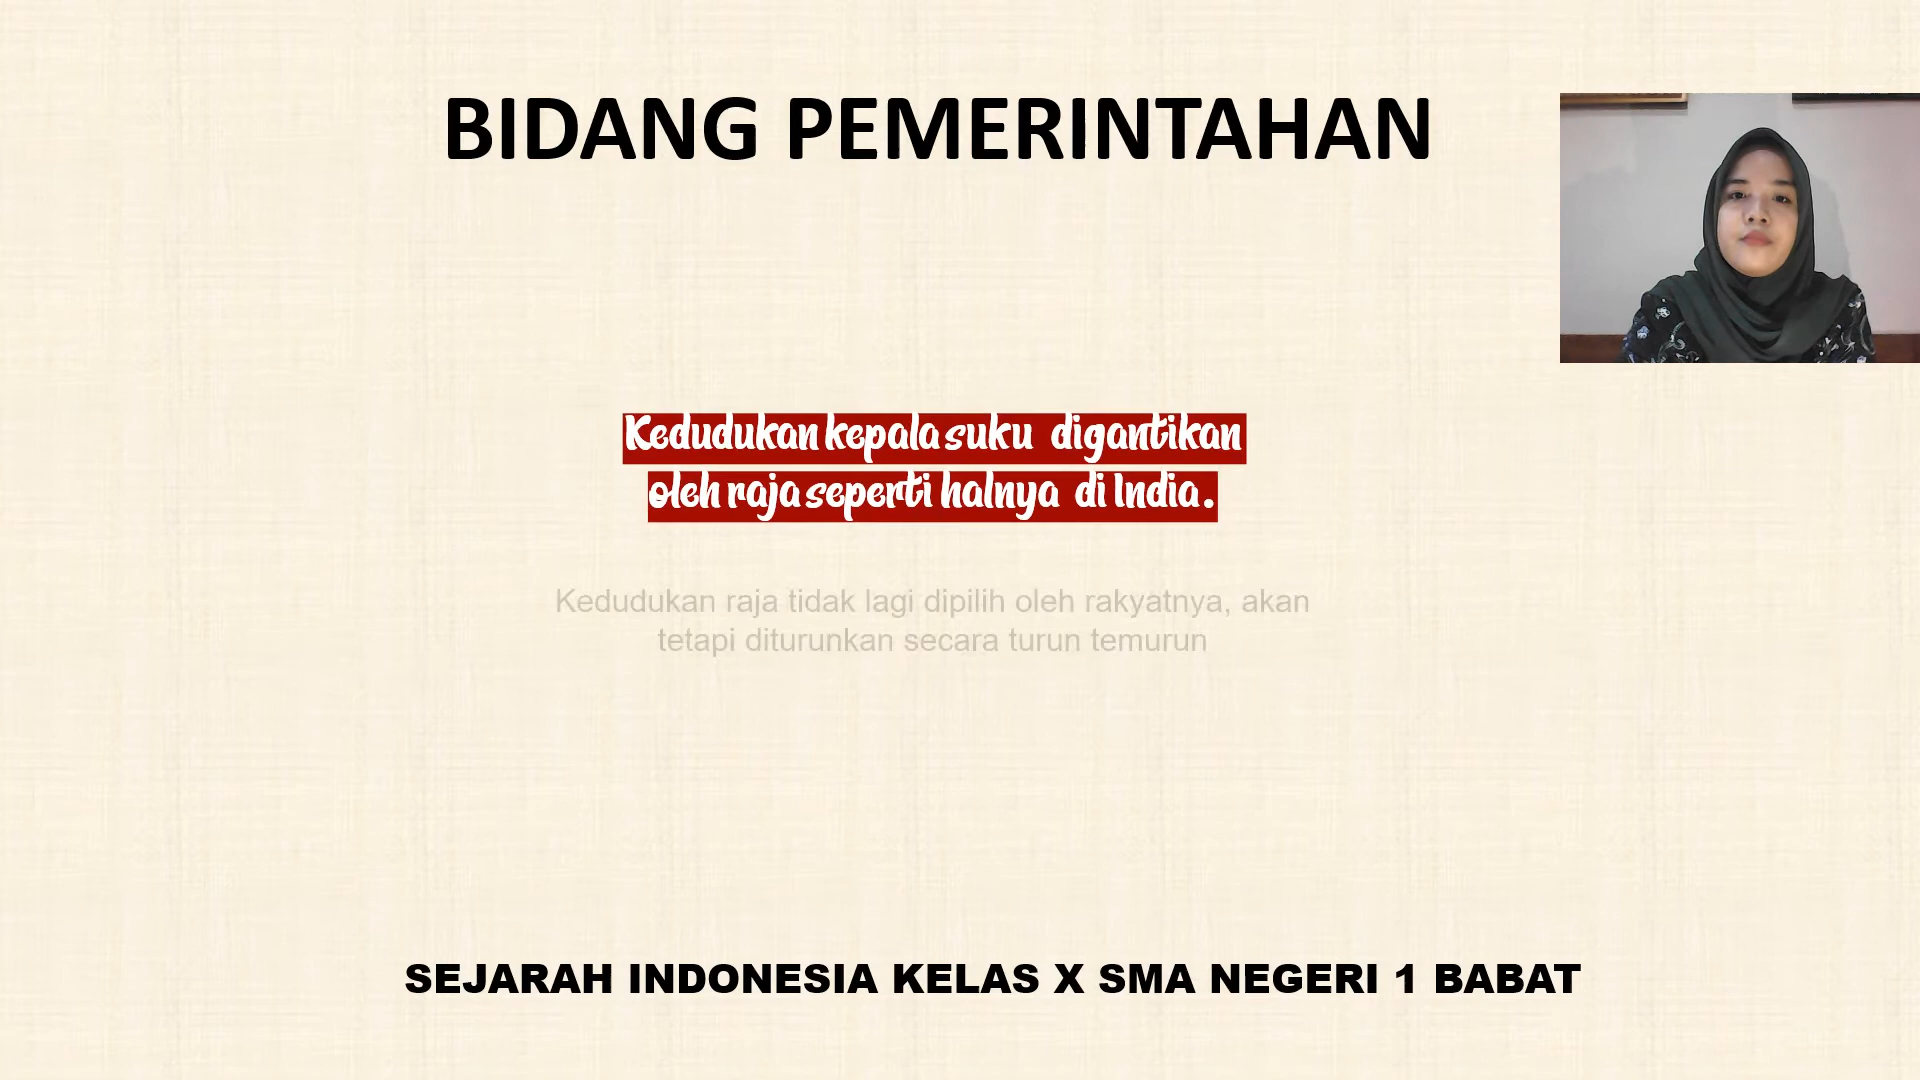 BIDANG PEMERINTAHAN
Kedudukan kepala suku digantikan
oleh raja seperti halnya di India.
Kedudukan raja tidak lagi dipilih oleh rakyatnya, akan
tetapi diturunkan secara turun temurun
SEJARAH INDONESIA KELAS X SMA NEGERI 1 BABAT